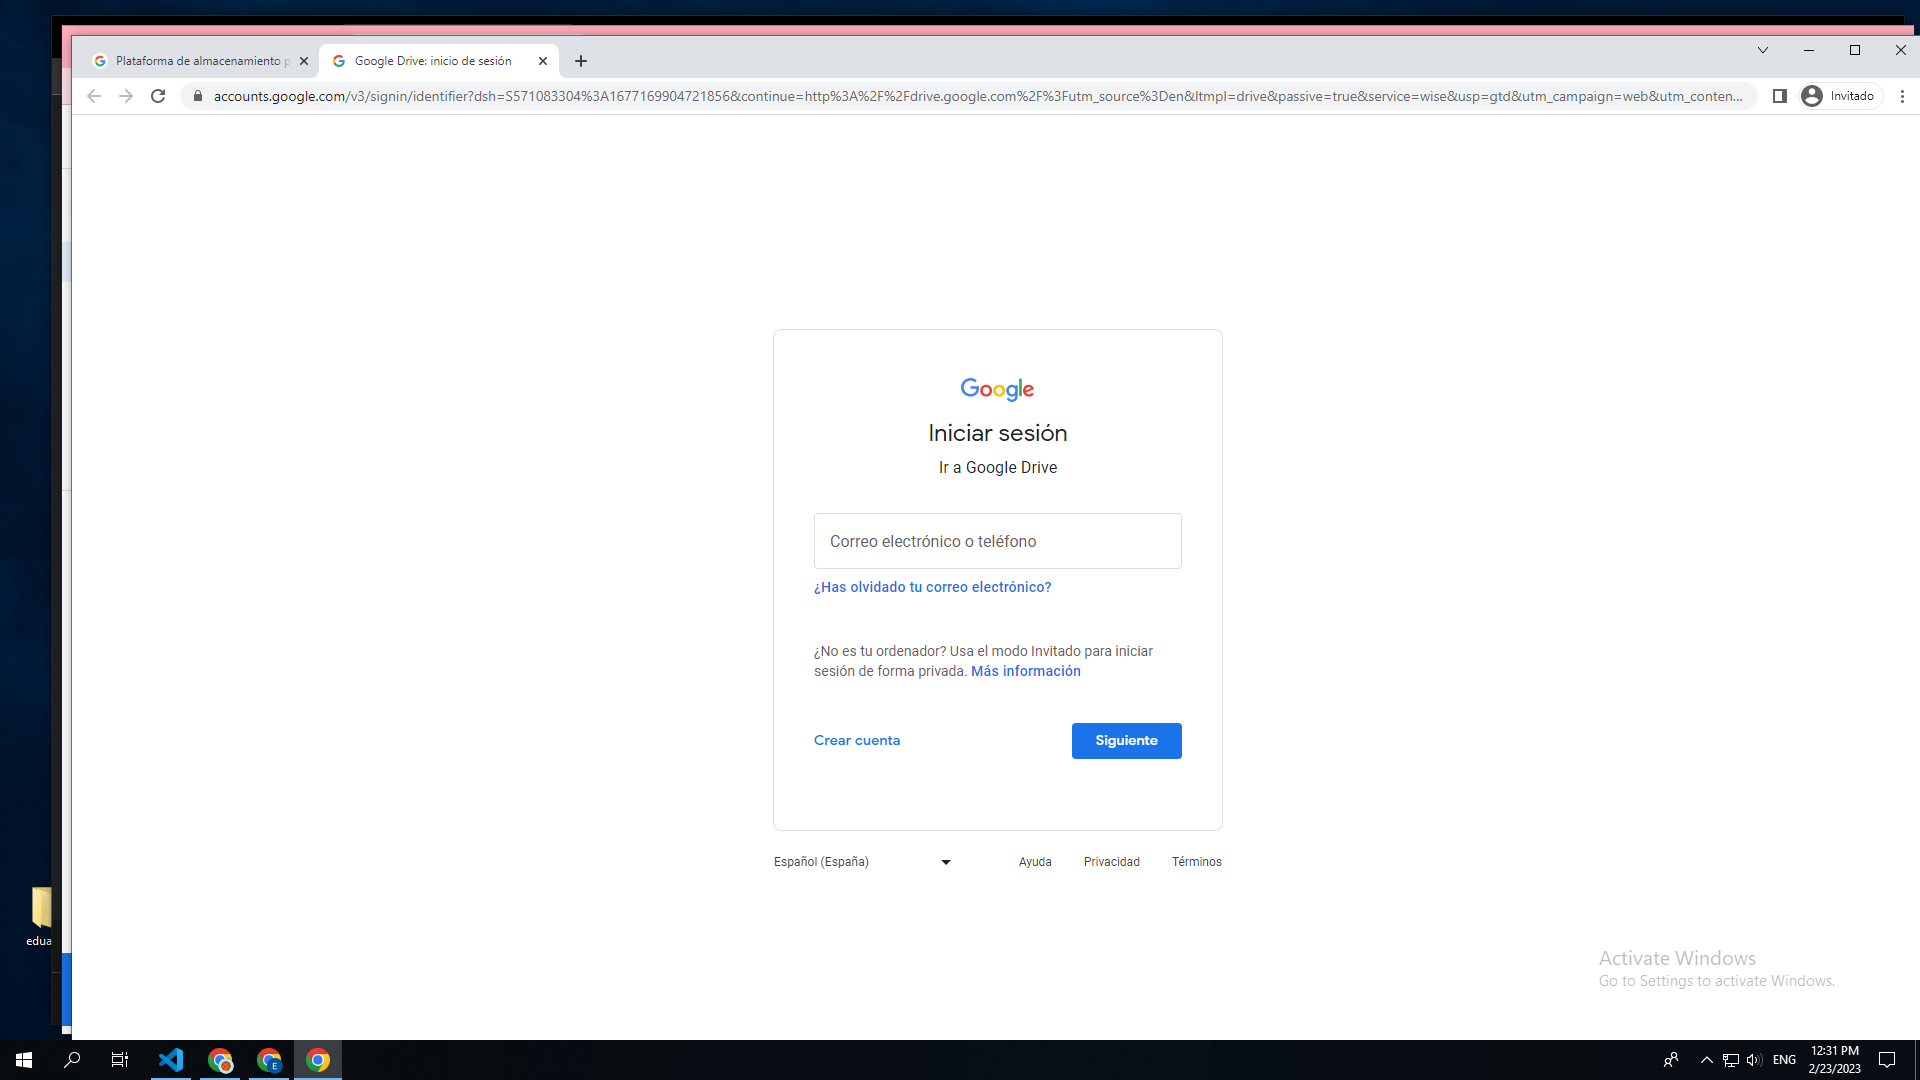 Plataforma de almacenamiento p
Google Drive: inicio de sesión
accounts.google.com/v3/signin/identifier?dsh=S571083304%3A1677169904721856&continue=http%3A%2F%2Fdrive.google.com%2F%3Futm_source%3Den&ltmpl=drive&passive=true&service=wise&usp=gtd&utm_campaign=web&utm_conten...
Invitado
Google
Iniciar sesión
Ir a Google Drive
Correo electrónico o teléfono
¿Has olvidado tu correo electrónico?
¿No es tu ordenador? Usa el modo Invitado para iniciar
sesión de forma privada. Más información
Crear cuenta
Siguiente
Español (España)
Ayuda
Privacidad
Términos
edua
Activate Windows
Go to Settings to activate Windows.
E
ENG
12:31 PM
2/23/2023